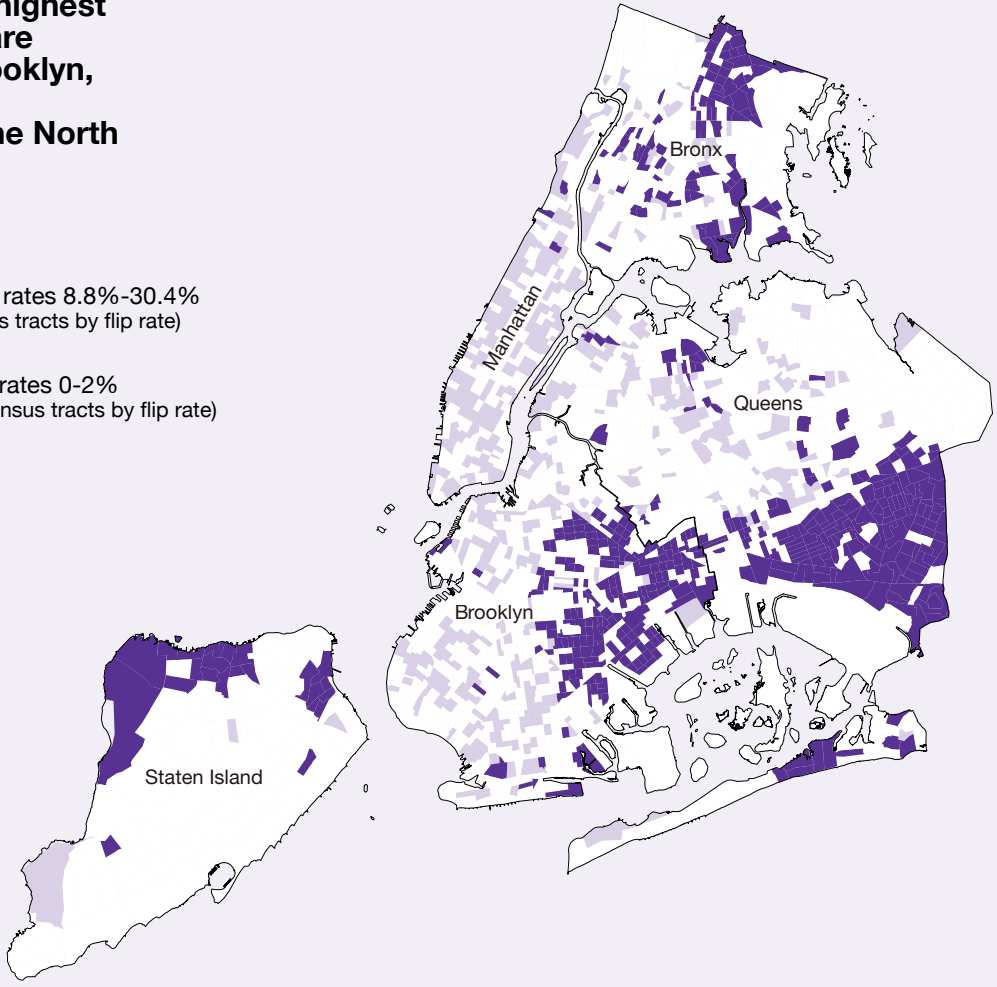 highest
are
ooklyn,
ne North
rates 8.8%-30.4%
s tracts by flip rate)
rates 0-2%
nsus tracts by flip rate)
Bronx
Manhattan
Queens
Brooklyn
Staten Island